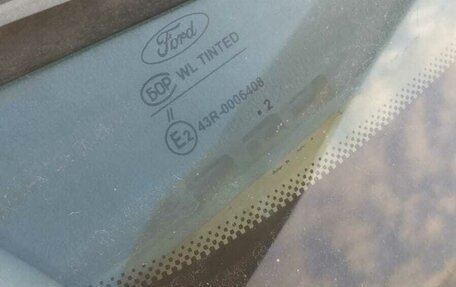 Ford
БОР WL TINTED
II
E2 43R-0006408
. 2